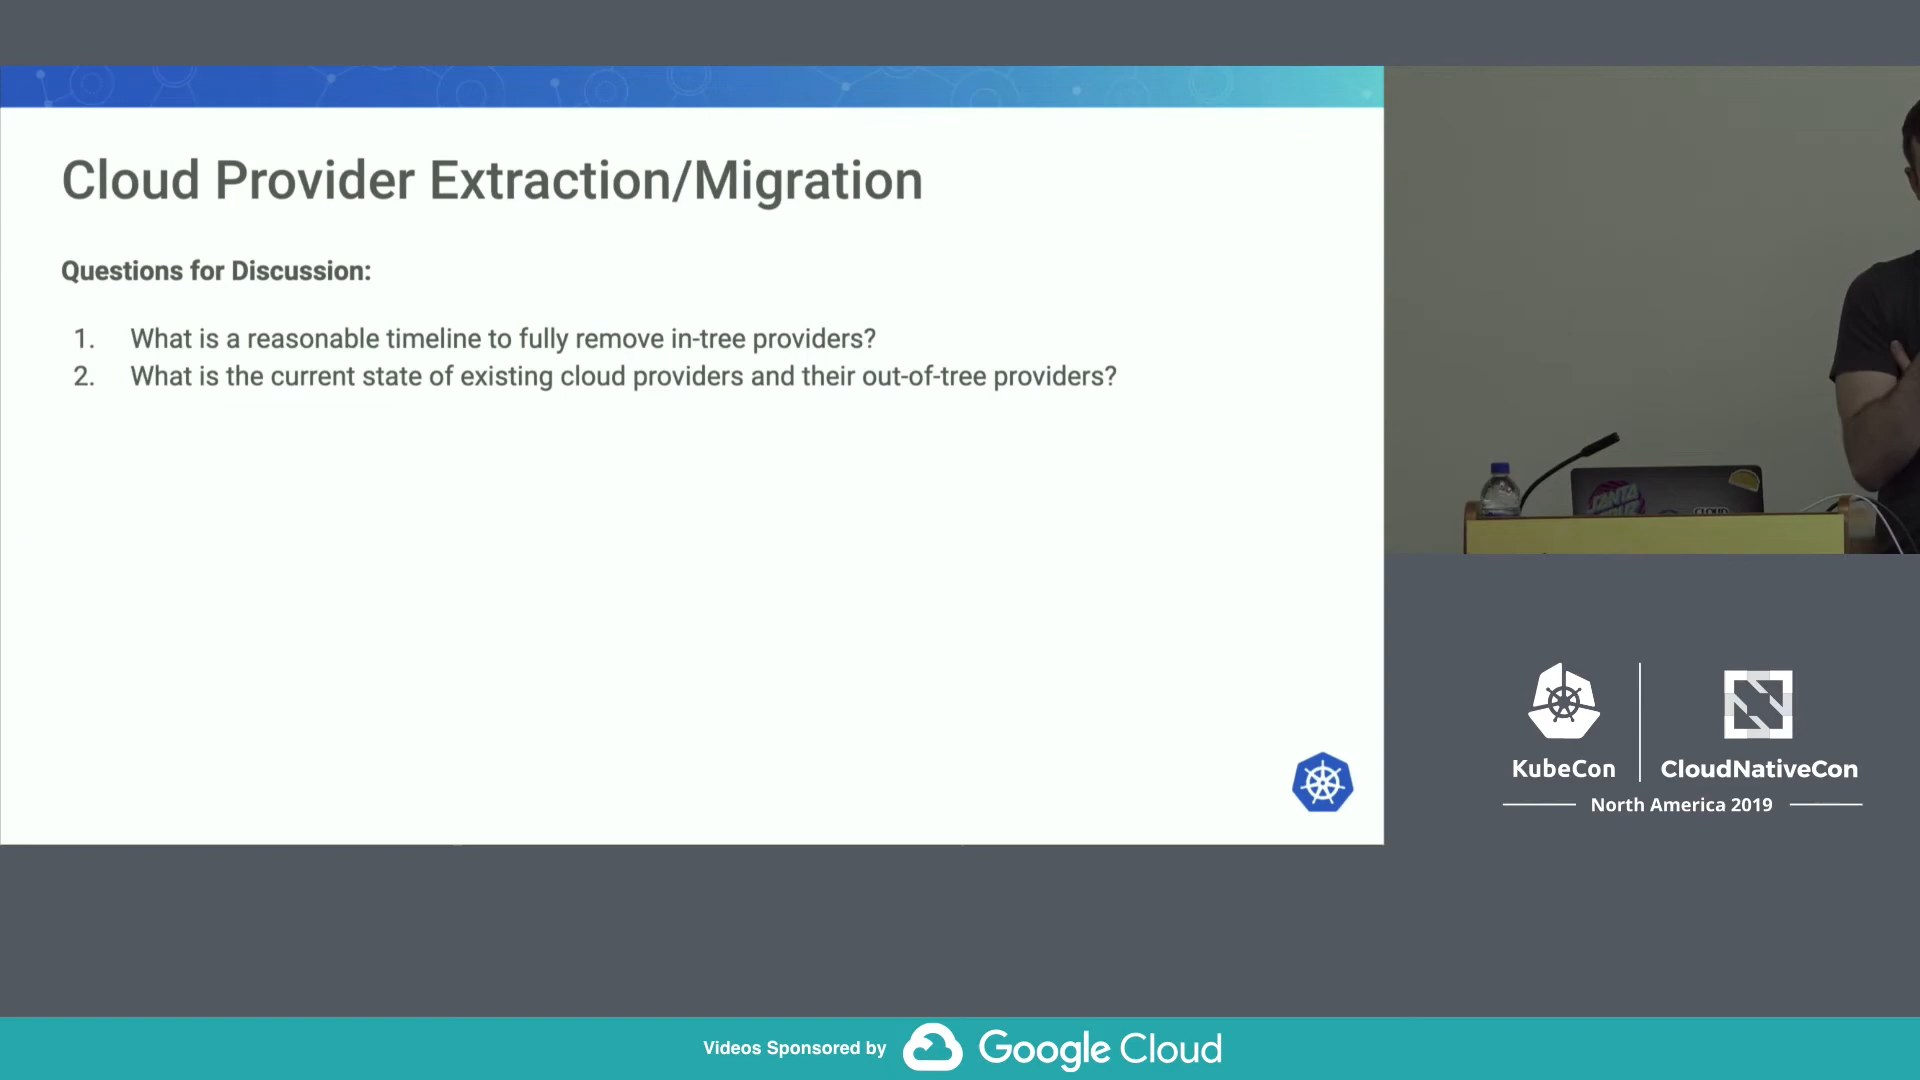 Cloud Provider Extraction/Migration
Questions for Discussion:
1. What is a reasonable timeline to fully remove in-tree providers?
2. What is the current state of existing cloud providers and their out-of-tree providers?
SANTA
CLOUD
KubeCon
CloudNativeCon
North America 2019
Videos Sponsored by
Google Cloud